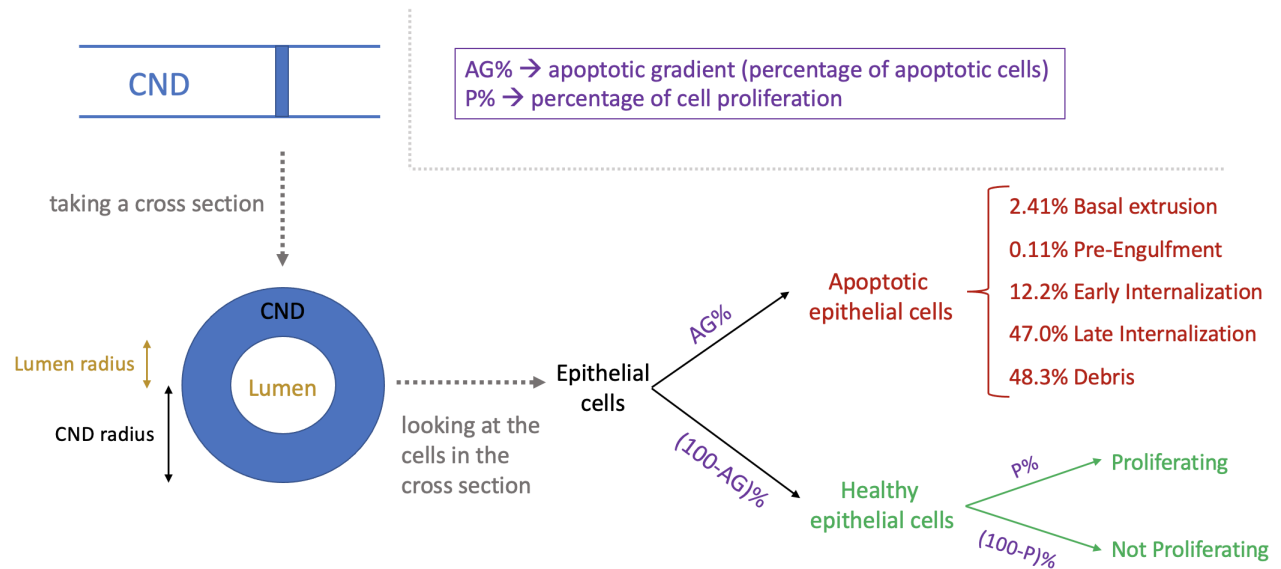 CND
AG% → apoptotic gradient (percentage of apoptotic cells)
P% → percentage of cell proliferation
taking a cross section
CND
Lumen radius
Lumen
CND radius
looking at the
cells in the
cross section
Epithelial
cells
AG%
(100-AG)%
Apoptotic
epithelial cells
2.41% Basal extrusion
0.11% Pre-Engulfment
12.2% Early Internalization
47.0% Late Internalization
48.3% Debris
Healthy
epithelial cells
P%
(100-P)%
Proliferating
Not Proliferating